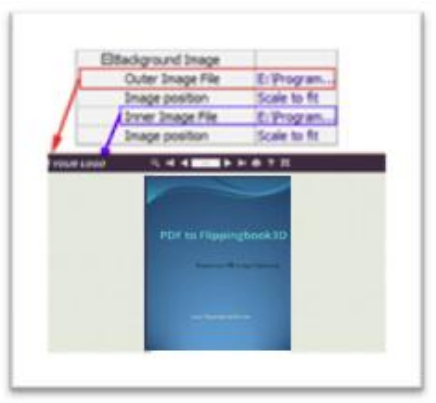 Background Image
Outer Image File E:\Program...
Image position Scale to fit
Inner Image File E:\Program...
Image position Scale to fit
YOUR LOGO
PDF to Flippingbook3D